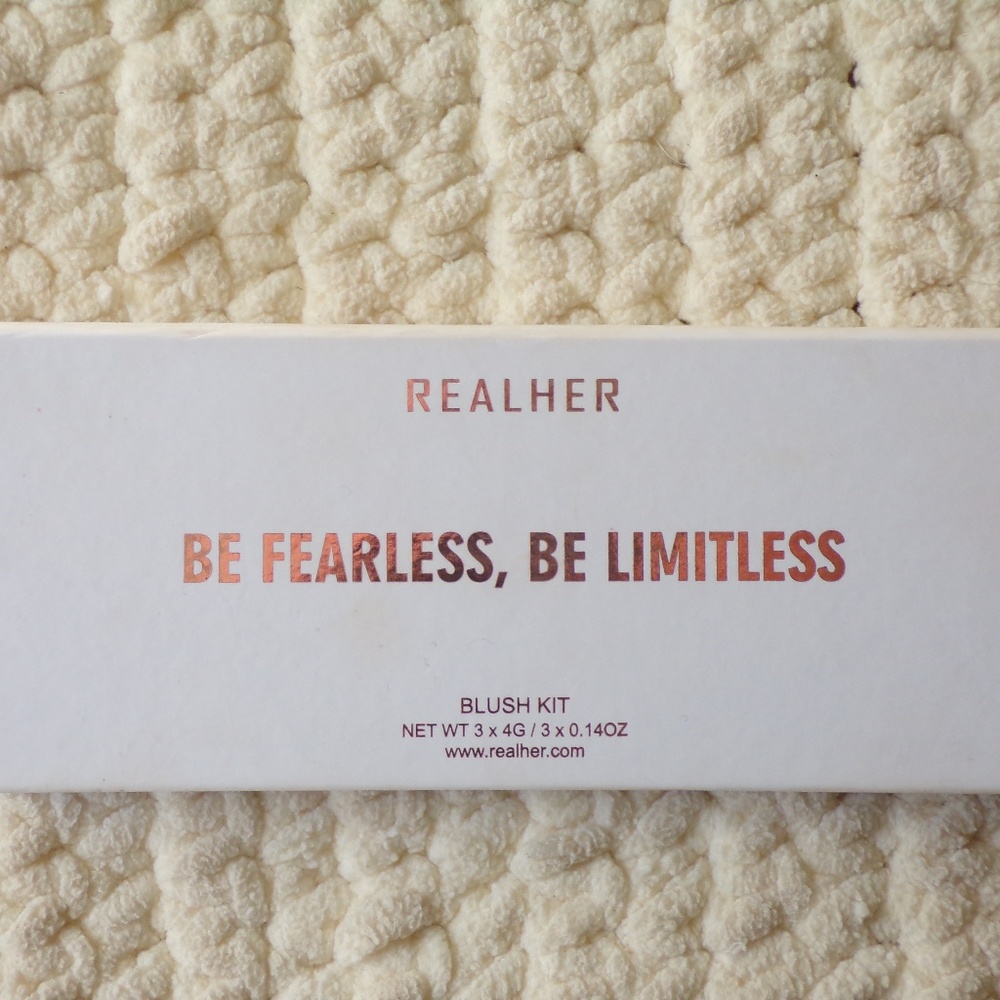 REALHER
BE FEARLESS, BE LIMITLESS
BLUSH KIT
NET WT 3 x 4G / 3 x 0.14OZ
www.realher.com